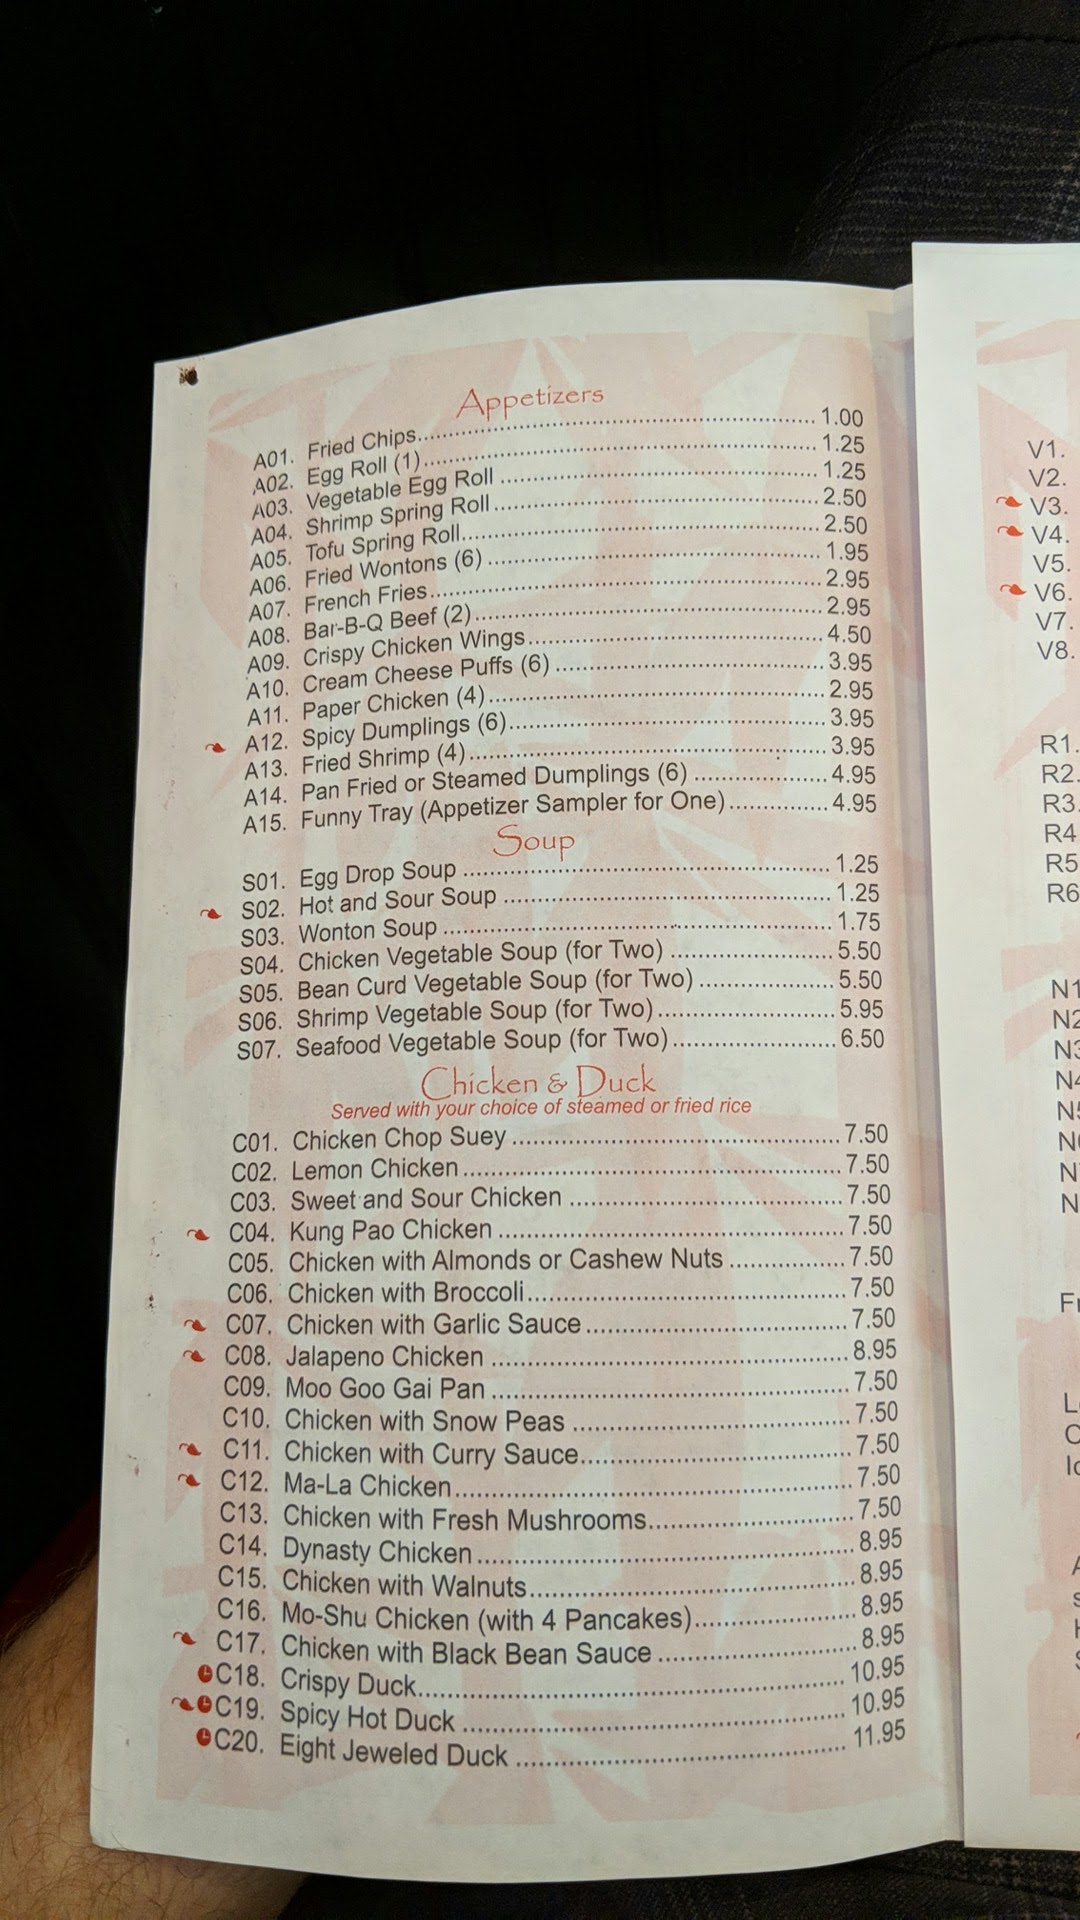 Appetizers
A01. Fried Chips 1.00
A02. Egg Roll (1) 1.25
A03. Vegetable Egg Roll 1.25
A04. Shrimp Spring Roll 2.50
A05. Tofu Spring Roll 2.50
A06. Fried Wontons (6) 1.95
A07. French Fries 2.95
A08. Bar-B-Q Beef (2) 2.95
A09. Crispy Chicken Wings 4.50
A10. Cream Cheese Puffs (6) 3.95
A11. Paper Chicken (4) 2.95
A12. Spicy Dumplings (6) 3.95
A13. Fried Shrimp (4) 3.95
A14. Pan Fried or Steamed Dumplings (6) 4.95
A15. Funny Tray (Appetizer Sampler for One) 4.95
Soup
S01. Egg Drop Soup 1.25
S02. Hot and Sour Soup 1.25
S03. Wonton Soup 1.75
S04. Chicken Vegetable Soup (for Two) 5.50
S05. Bean Curd Vegetable Soup (for Two) 5.50
S06. Shrimp Vegetable Soup (for Two) 5.95
S07. Seafood Vegetable Soup (for Two) 6.50
Chicken & Duck
Served with your choice of steamed or fried rice
C01. Chicken Chop Suey 7.50
C02. Lemon Chicken 7.50
C03. Sweet and Sour Chicken 7.50
C04. Kung Pao Chicken 7.50
C05. Chicken with Almonds or Cashew Nuts 7.50
C06. Chicken with Broccoli 7.50
C07. Chicken with Garlic Sauce 7.50
C08. Jalapeno Chicken 8.95
C09. Moo Goo Gai Pan 7.50
C10. Chicken with Snow Peas 7.50
C11. Chicken with Curry Sauce 7.50
C12. Ma-La Chicken 7.50
C13. Chicken with Fresh Mushrooms 7.50
C14. Dynasty Chicken 8.95
C15. Chicken with Walnuts 8.95
C16. Mo-Shu Chicken (with 4 Pancakes) 8.95
C17. Chicken with Black Bean Sauce 8.95
C18. Crispy Duck 10.95
C19. Spicy Hot Duck 10.95
C20. Eight Jeweled Duck 11.95
V1.
V2.
V3.
V4.
V5.
V6.
V7.
V8.
R1.
R2.
R3.
R4
R5
R6
N1
N2
N3
N4